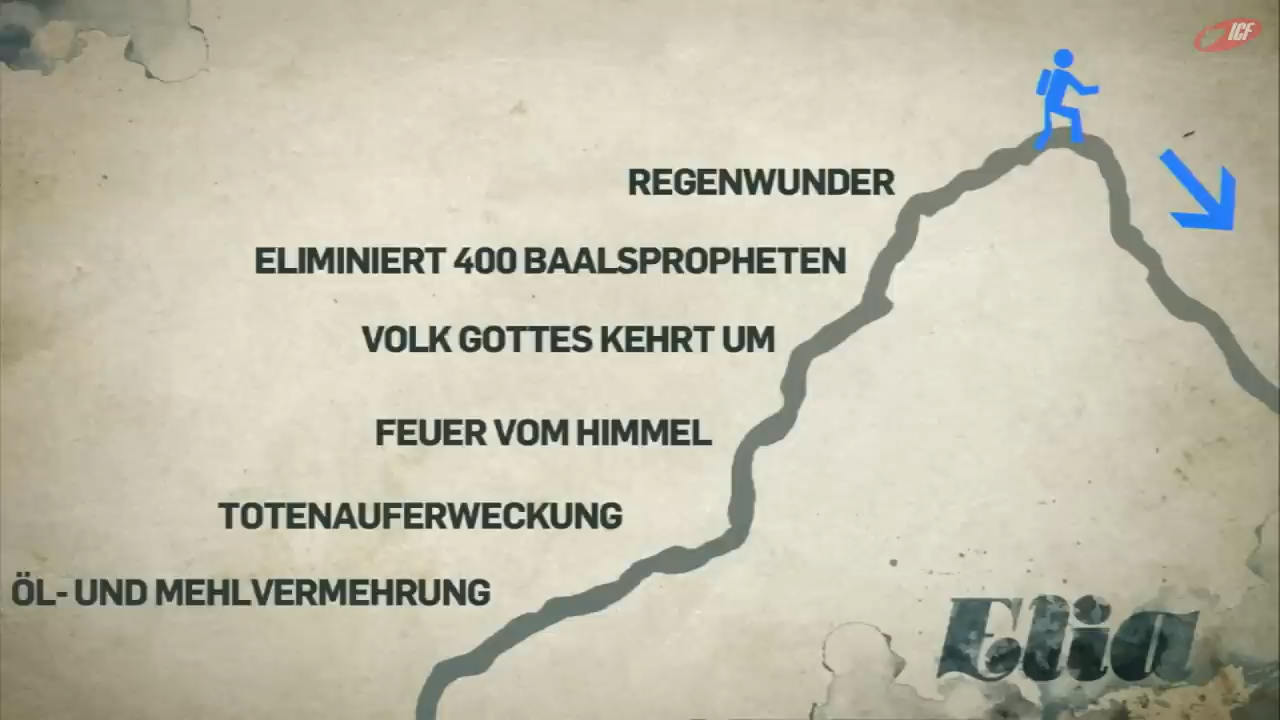 ICF
REGENWUNDER
ELIMINIERT 400 BAALSPROPHETEN
VOLK GOTTES KEHRT UM
FEUER VOM HIMMEL
TOTENAUFERWECKUNG
ÖL- UND MEHLVERMEHRUNG
Elia